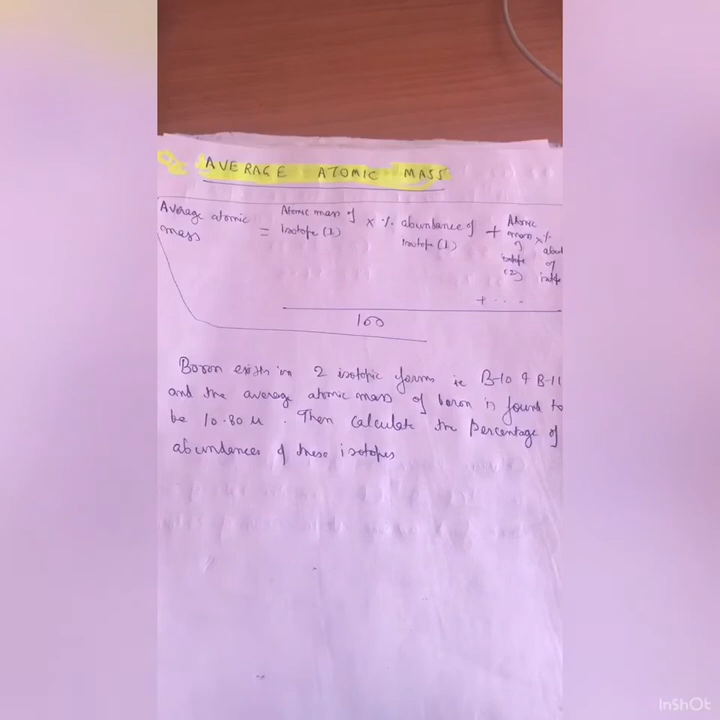 Q: AVERAGE ATOMIC MASS
Average atomic mass = Atomic mass of Isotope (1) × % abundance of isotope (1) + Atomic mass of isotope (2) × % abu of isotope
+ ....
100
Boron exists in 2 isotopic forms ie B-10 & B-11
and the average atomic mass of boron is found to
be 10.80 u. Then calculate the percentage of
abundances of these isotopes
InShOt